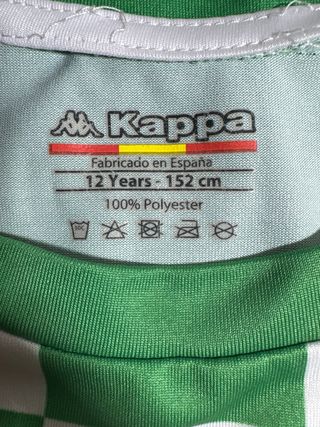 Kappa
Fabricado en España
12 Years - 152 cm
100% Polyester